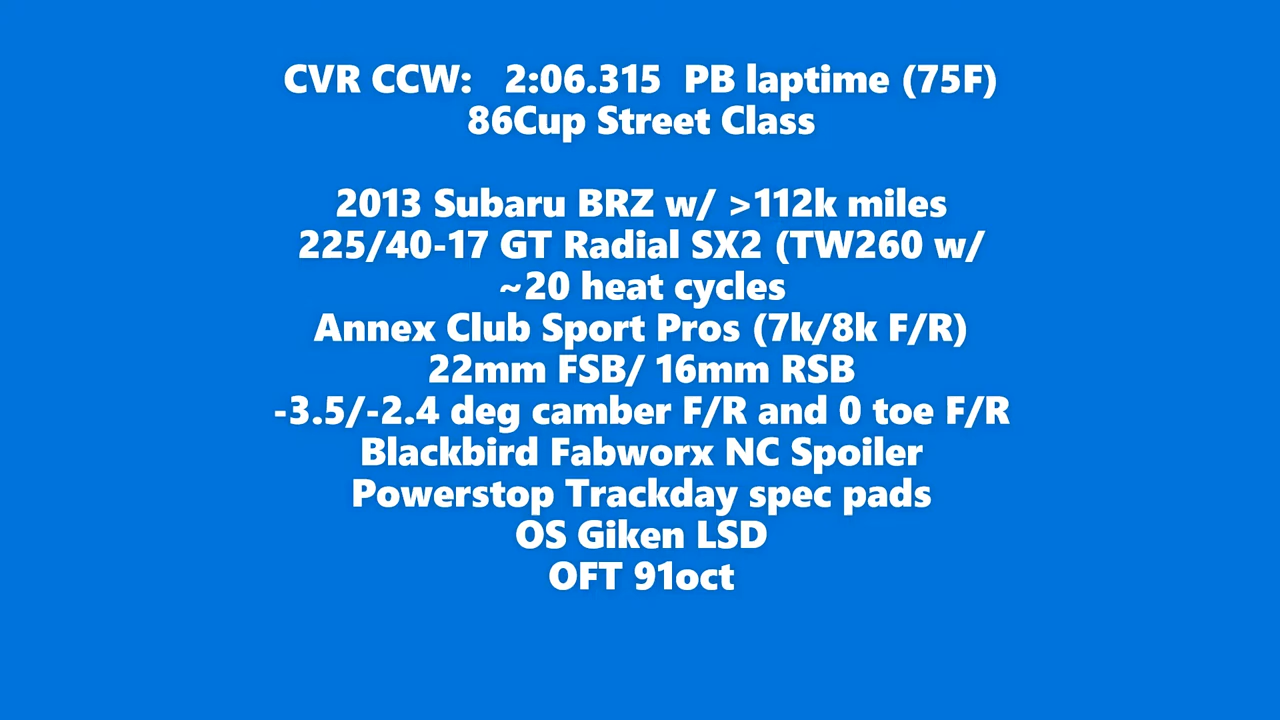 CVR CCW:   2:06.315  PB laptime (75F)
86Cup Street Class
2013 Subaru BRZ w/ >112k miles
225/40-17 GT Radial SX2 (TW260 w/
~20 heat cycles
Annex Club Sport Pros (7k/8k F/R)
22mm FSB/ 16mm RSB
-3.5/-2.4 deg camber F/R and 0 toe F/R
Blackbird Fabworx NC Spoiler
Powerstop Trackday spec pads
OS Giken LSD
OFT 91oct